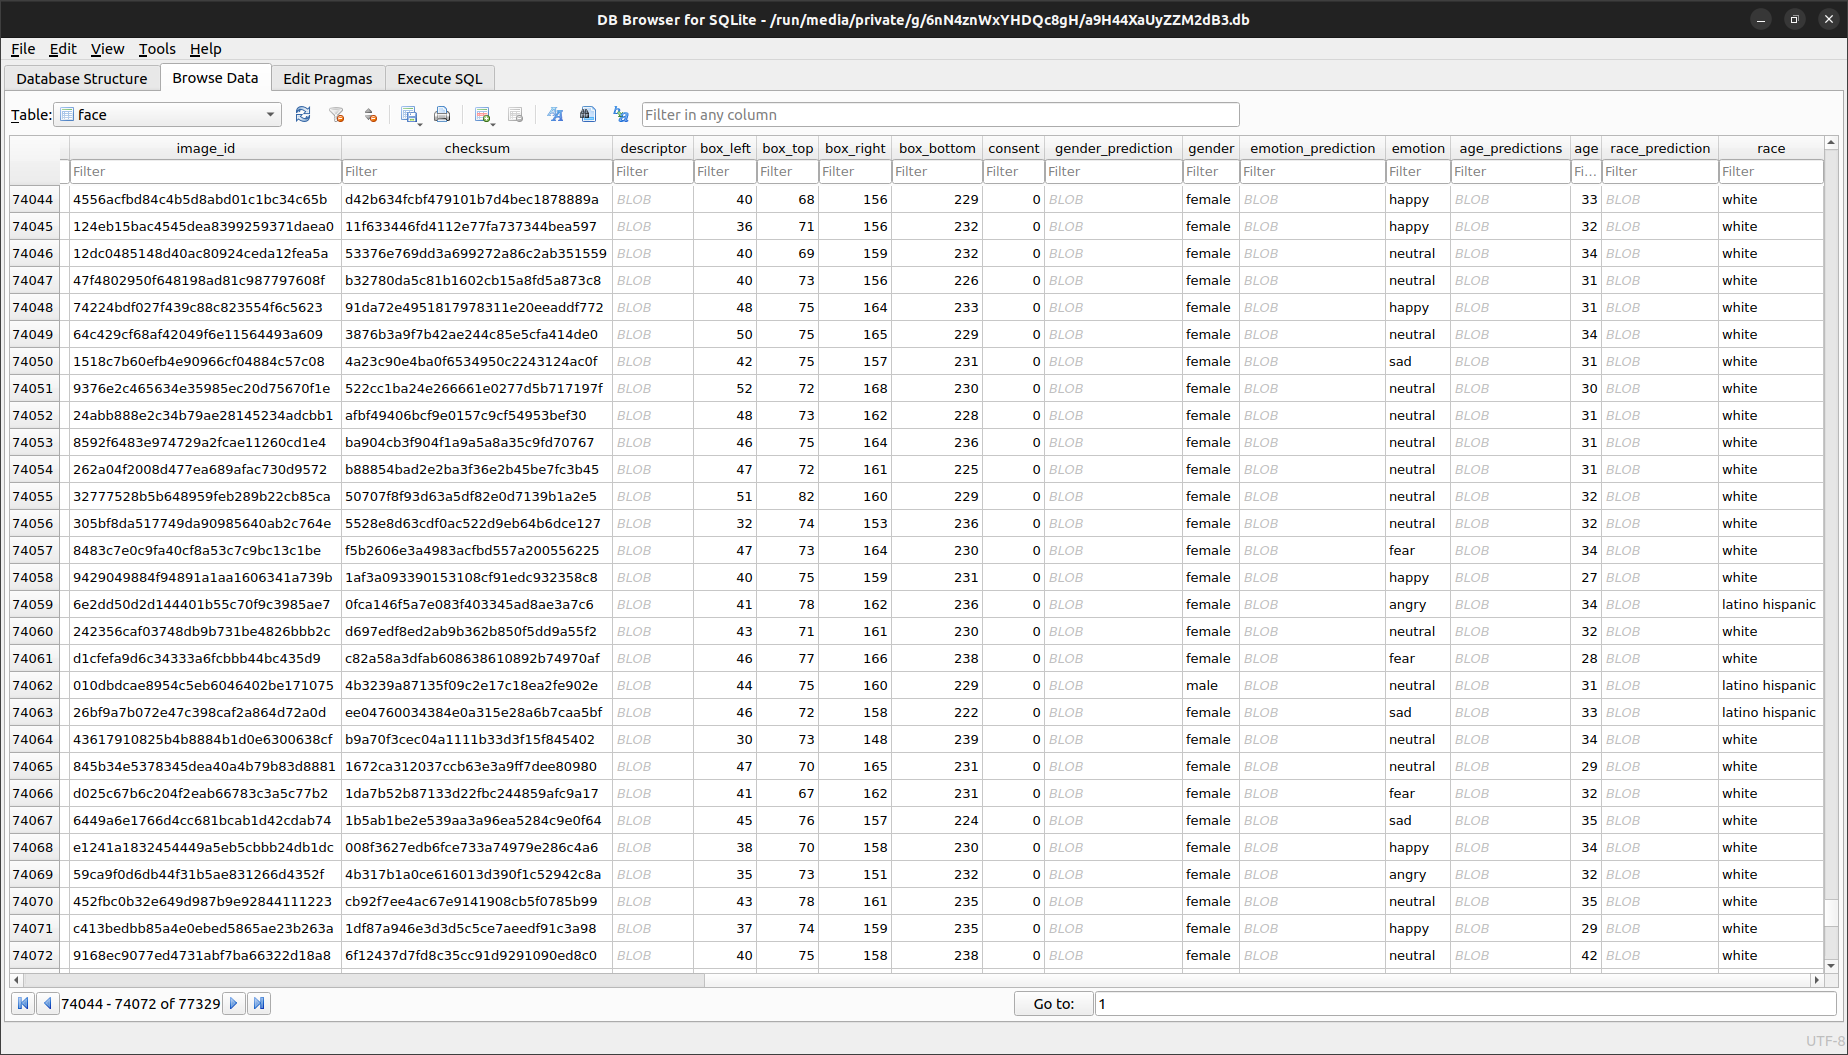 DB Browser for SQLite - /run/media/private/g/6nN4znWxYHDQc8gH/a9H44XaUyZZM2dB3.db
File Edit View Tools Help
Database Structure Browse Data Edit Pragmas Execute SQL
Table: face Filter in any column
image_id checksum descriptor box_left box_top box_right box_bottom consent gender_prediction gender emotion_prediction emotion age_predictions age race_prediction race
Filter Filter Filter Filter Filter Filter Filter Filter Filter Filter Filter Filter Filter Fi... Filter Filter
74044 4556acfbd84c4b5d8abd01c1bc34c65b d42b634fcbf479101b7d4bec1878889a BLOB 40 68 156 229 0 BLOB female BLOB happy BLOB 33 BLOB white
74045 124eb15bac4545dea8399259371daea0 11f633446fd4112e77fa737344bea597 BLOB 36 71 156 232 0 BLOB female BLOB happy BLOB 32 BLOB white
74046 12dc0485148d40ac80924ceda12fea5a 53376e769dd3a699272a86c2ab351559 BLOB 40 69 159 232 0 BLOB female BLOB neutral BLOB 34 BLOB white
74047 47f4802950f648198ad81c987797608f b32780da5c81b1602cb15a8fd5a873c8 BLOB 40 73 156 226 0 BLOB female BLOB neutral BLOB 31 BLOB white
74048 74224bdf027f439c88c823554f6c5623 91da72e4951817978311e20eeaddf772 BLOB 48 75 164 233 0 BLOB female BLOB happy BLOB 31 BLOB white
74049 64c429cf68af42049f6e11564493a609 3876b3a9f7b42ae244c85e5cfa414de0 BLOB 50 75 165 229 0 BLOB female BLOB neutral BLOB 34 BLOB white
74050 1518c7b60efb4e90966cf04884c57c08 4a23c90e4ba0f6534950c2243124ac0f BLOB 42 75 157 231 0 BLOB female BLOB sad BLOB 31 BLOB white
74051 9376e2c465634e35985ec20d75670f1e 522cc1ba24e266661e0277d5b717197f BLOB 52 72 168 230 0 BLOB female BLOB neutral BLOB 30 BLOB white
74052 24abb888e2c34b79ae28145234adcbb1 afbf49406bcf9e0157c9cf54953bef30 BLOB 48 73 162 228 0 BLOB female BLOB neutral BLOB 31 BLOB white
74053 8592f6483e974729a2fcae11260cd1e4 ba904cb3f904f1a9a5a8a35c9fd70767 BLOB 46 75 164 236 0 BLOB female BLOB neutral BLOB 31 BLOB white
74054 262a04f2008d477ea689afac730d9572 b88854bad2e2ba3f36e2b45be7fc3b45 BLOB 47 72 161 225 0 BLOB female BLOB neutral BLOB 31 BLOB white
74055 32777528b5b648959feb289b22cb85ca 50707f8f93d63a5df82e0d7139b1a2e5 BLOB 51 82 160 229 0 BLOB female BLOB neutral BLOB 32 BLOB white
74056 305bf8da517749da90985640ab2c764e 5528e8d63cdf0ac522d9eb64b6dce127 BLOB 32 74 153 236 0 BLOB female BLOB neutral BLOB 32 BLOB white
74057 8483c7e0c9fa40cf8a53c7c9bc13c1be f5b2606e3a4983acfbd557a200556225 BLOB 47 73 164 230 0 BLOB female BLOB fear BLOB 34 BLOB white
74058 9429049884f94891a1aa1606341a739b 1af3a093390153108cf91edc932358c8 BLOB 40 75 159 231 0 BLOB female BLOB happy BLOB 27 BLOB white
74059 6e2dd50d2d144401b55c70f9c3985ae7 0fca146f5a7e083f403345ad8ae3a7c6 BLOB 41 78 162 236 0 BLOB female BLOB angry BLOB 34 BLOB latino hispanic
74060 242356caf03748db9b731be4826bbb2c d697edf8ed2ab9b362b850f5dd9a55f2 BLOB 43 71 161 230 0 BLOB female BLOB neutral BLOB 32 BLOB white
74061 d1cfefa9d6c34333a6fcbbb44bc435d9 c82a58a3dfab608638610892b74970af BLOB 46 77 166 238 0 BLOB female BLOB fear BLOB 28 BLOB white
74062 010dbdcae8954c5eb6046402be171075 4b3239a87135f09c2e17c18ea2fe902e BLOB 44 75 160 229 0 BLOB male BLOB neutral BLOB 31 BLOB latino hispanic
74063 26bf9a7b072e47c398caf2a864d72a0d ee04760034384e0a315e28a6b7caa5bf BLOB 46 72 158 222 0 BLOB female BLOB sad BLOB 33 BLOB latino hispanic
74064 43617910825b4b8884b1d0e6300638cf b9a70f3cec04a1111b33d3f15f845402 BLOB 30 73 148 239 0 BLOB female BLOB neutral BLOB 34 BLOB white
74065 845b34e5378345dea40a4b79b83d8881 1672ca312037ccb63e3a9ff7dee80980 BLOB 47 70 165 231 0 BLOB female BLOB neutral BLOB 29 BLOB white
74066 d025c67b6c204f2eab66783c3a5c77b2 1da7b52b87133d22fbc244859afc9a17 BLOB 41 67 162 231 0 BLOB female BLOB fear BLOB 32 BLOB white
74067 6449a6e1766d4cc681bcab1d42cdab74 1b5ab1be2e539aa3a96ea5284c9e0f64 BLOB 45 76 157 224 0 BLOB female BLOB sad BLOB 35 BLOB white
74068 e1241a1832454449a5eb5cbbb24db1dc 008f3627edb6fce733a74979e286c4a6 BLOB 38 70 158 230 0 BLOB female BLOB happy BLOB 34 BLOB white
74069 59ca9f0d6db44f31b5ae831266d4352f 4b317b1a0ce616013d390f1c52942c8a BLOB 35 73 151 232 0 BLOB female BLOB angry BLOB 32 BLOB white
74070 452fbc0b32e649d987b9e92844111223 cb92f7ee4ac67e9141908cb5f0785b99 BLOB 43 78 161 235 0 BLOB female BLOB neutral BLOB 35 BLOB white
74071 c413bedbb85a4e0ebed5865ae23b263a 1df87a946e3d3d5c5ce7aeedf91c3a98 BLOB 37 74 159 235 0 BLOB female BLOB happy BLOB 29 BLOB white
74072 9168ec9077ed4731abf7ba66322d18a8 6f12437d7fd8c35cc91d9291090ed8c0 BLOB 40 75 158 238 0 BLOB female BLOB neutral BLOB 42 BLOB white
74044 - 74072 of 77329 Go to: 1
UTF-8